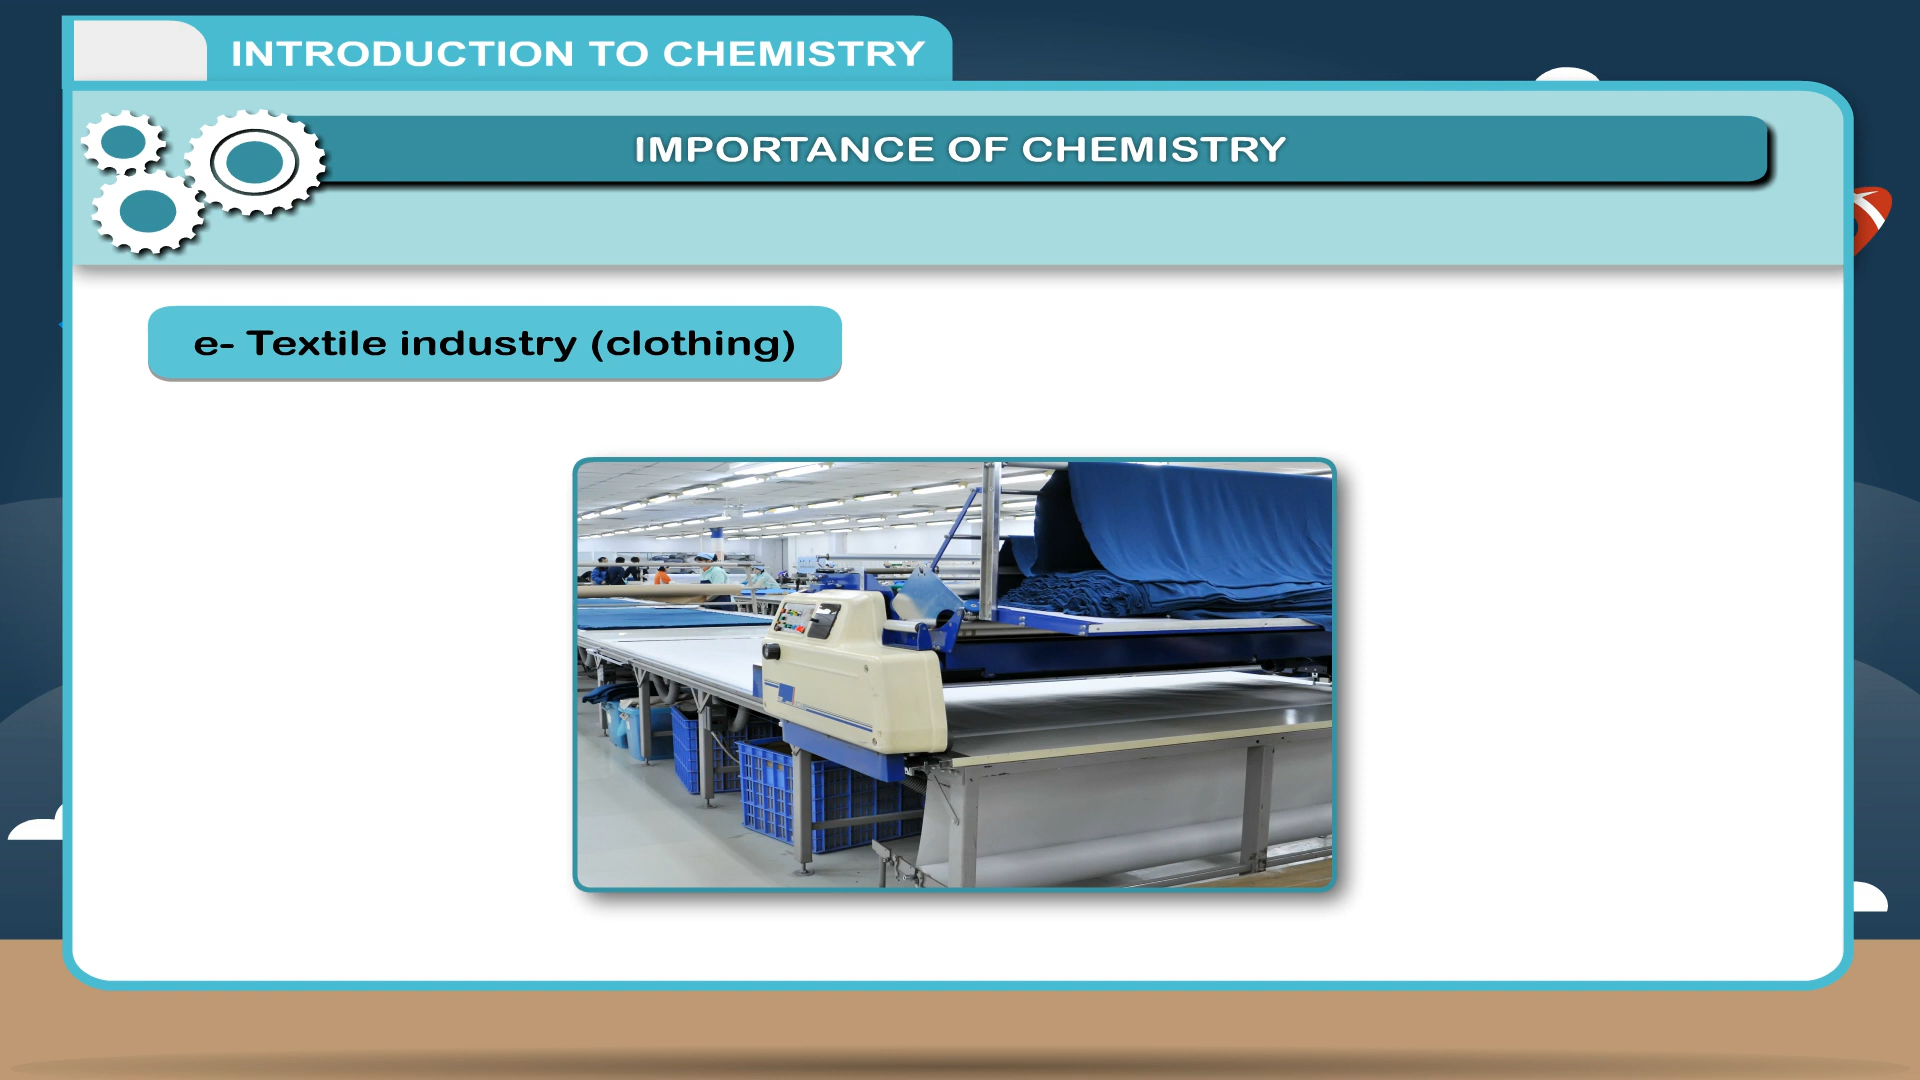 INTRODUCTION TO CHEMISTRY
IMPORTANCE OF CHEMISTRY
e- Textile industry (clothing)